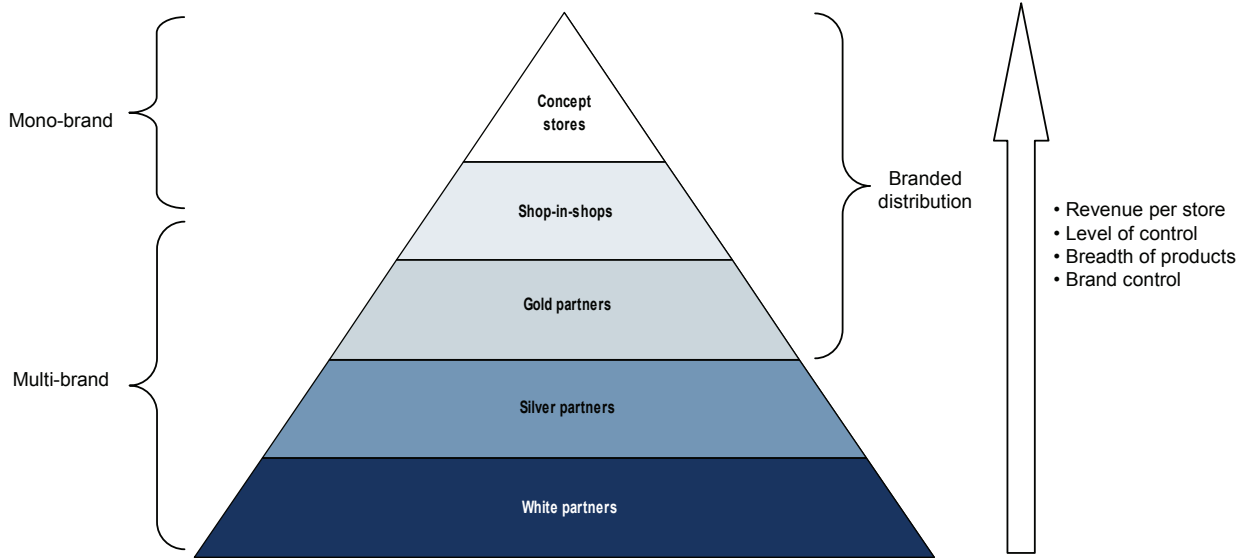 Mono-brand
Multi-brand
Concept
stores
Shop-in-shops
Gold partners
Silver partners
White partners
Branded
distribution
• Revenue per store
• Level of control
• Breadth of products
• Brand control